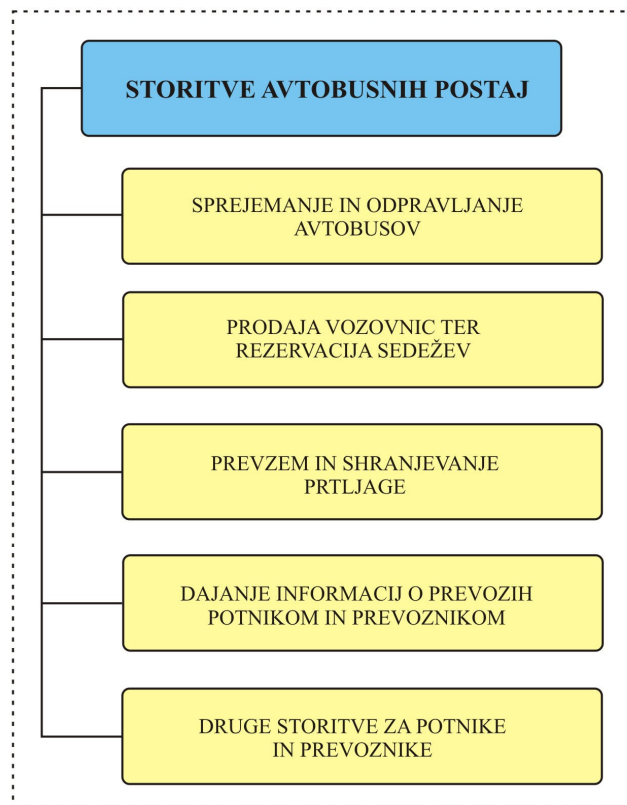 STORITVE AVTOBUSNIH POSTAJ
SPREJEMANJE IN ODPRAVLJANJE
AVTOBUSOV
PRODAJA VOZOVNIC TER
REZERVACIJA SEDEŽEV
PREVZEM IN SHRANJEVANJE
PRTLJAGE
DAJANJE INFORMACIJ O PREVOZIH
POTNIKOM IN PREVOZNIKOM
DRUGE STORITVE ZA POTNIKE
IN PREVOZNIKE